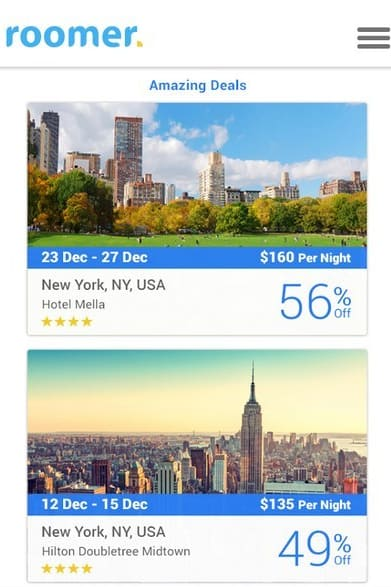 roomer.
Amazing Deals
23 Dec - 27 Dec $160 Per Night
New York, NY, USA
Hotel Mella
56% Off
12 Dec - 15 Dec $135 Per Night
New York, NY, USA
Hilton Doubletree Midtown
49% Off